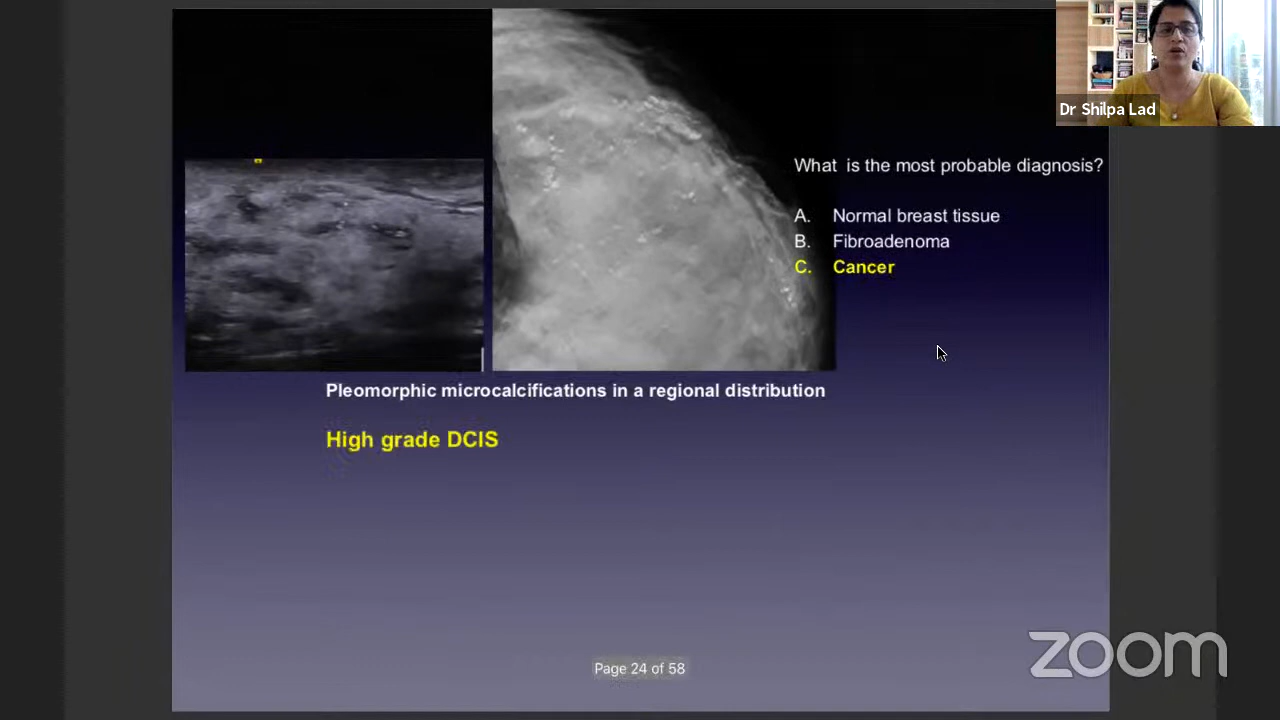 Dr Shilpa Lad
What is the most probable diagnosis?
A. Normal breast tissue
B. Fibroadenoma
C. Cancer
Pleomorphic microcalcifications in a regional distribution
High grade DCIS
Page 24 of 58
zoom